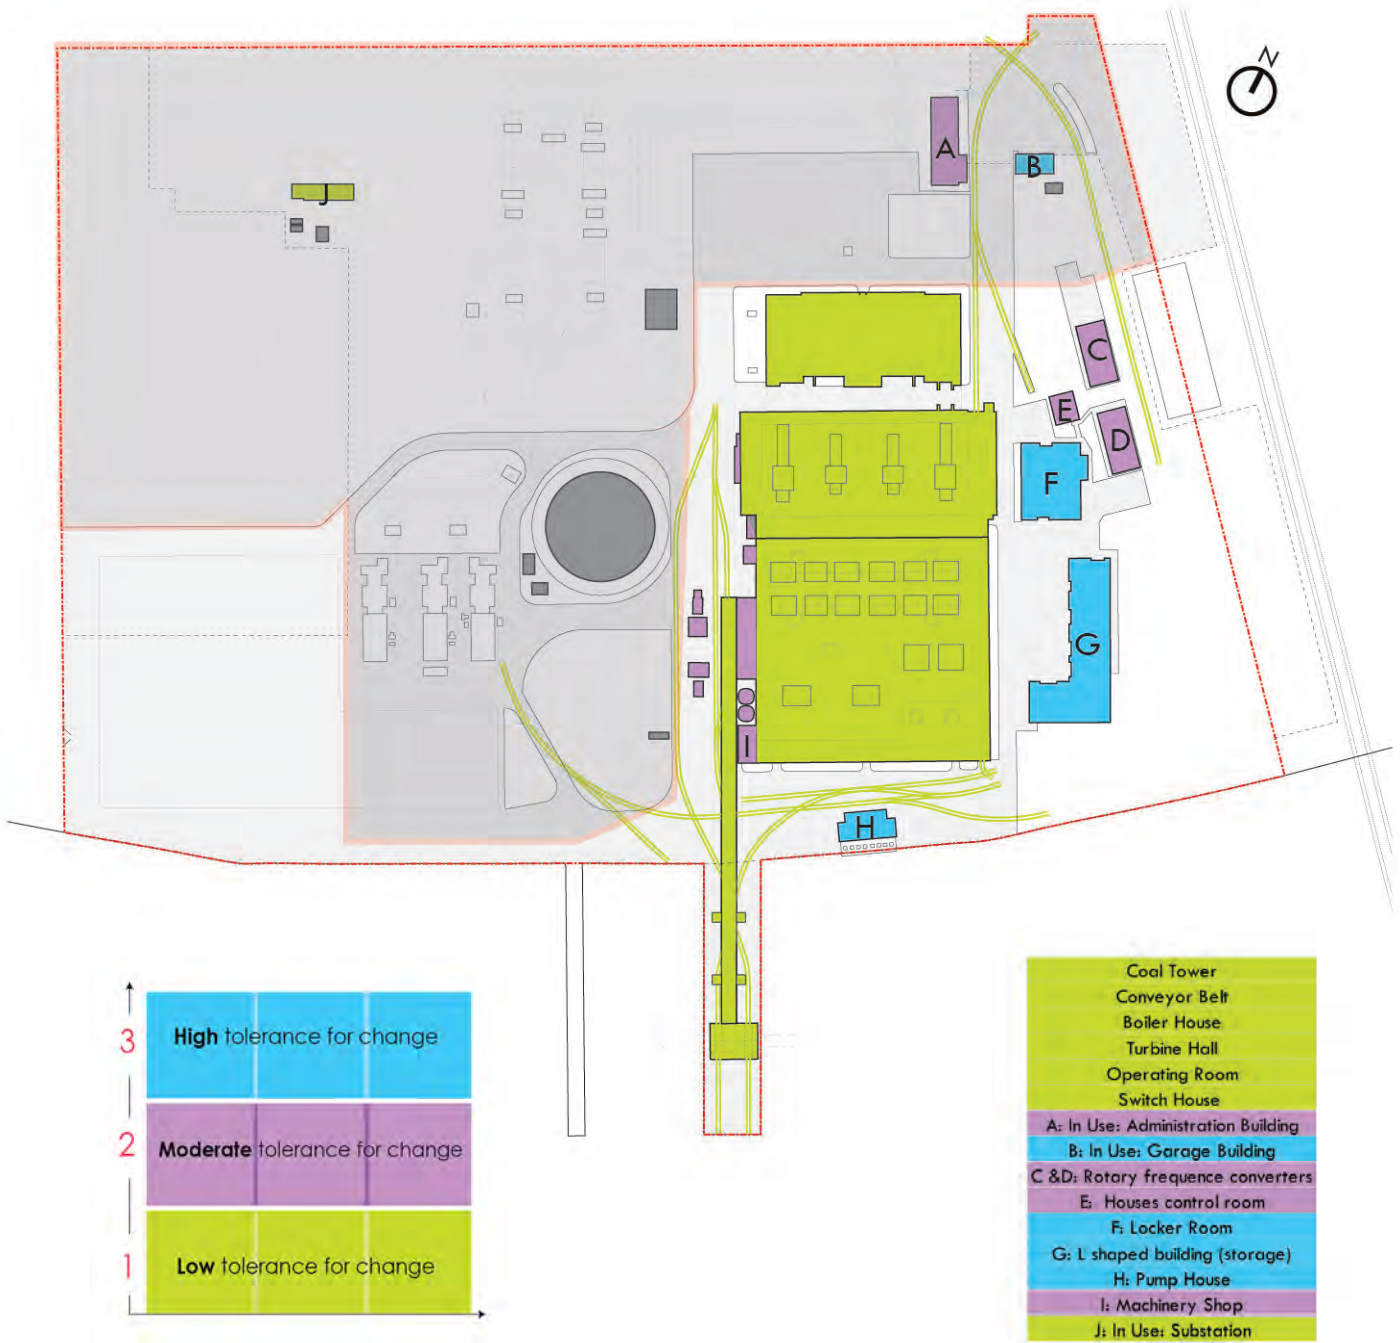 N
A
B
J
C
E
D
F
G
I
H
3
High tolerance for change
2
Moderate tolerance for change
1
Low tolerance for change
Coal Tower
Conveyor Belt
Boiler House
Turbine Hall
Operating Room
Switch House
A: In Use: Administration Building
B: In Use: Garage Building
C &D: Rotary frequence converters
E: Houses control room
F: Locker Room
G: L shaped building (storage)
H: Pump House
I: Machinery Shop
J: In Use: Substation